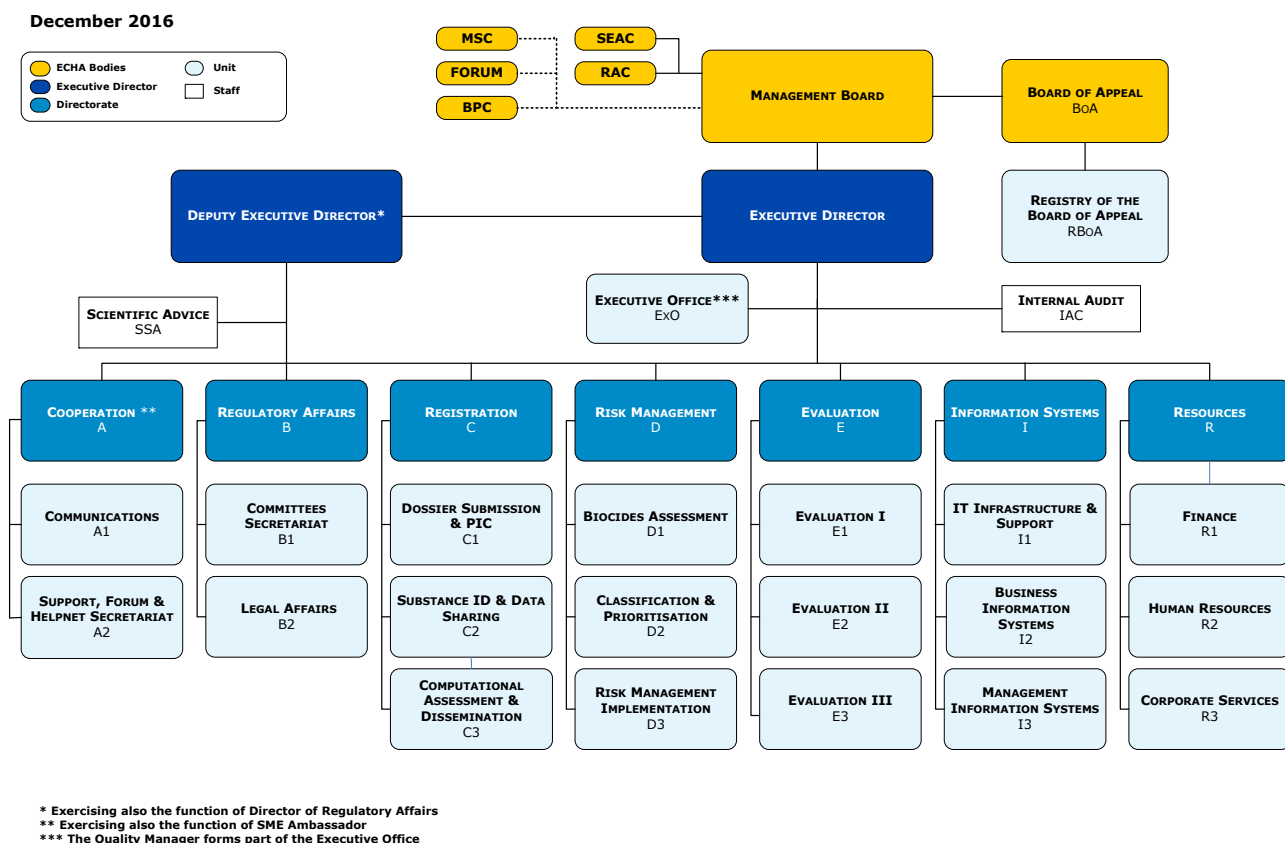 December 2016
ECHA Bodies
Executive Director
Directorate
Unit
Staff
MSC
FORUM
BPC
SEAC
RAC
MANAGEMENT BOARD
BOARD OF APPEAL
BOA
REGISTRY OF THE
BOARD OF APPEAL
RBOA
DEPUTY EXECUTIVE DIRECTOR*
EXECUTIVE DIRECTOR
SCIENTIFIC ADVICE
SSA
EXECUTIVE OFFICE***
EXO
INTERNAL AUDIT
IAC
COOPERATION **
A
REGULATORY AFFAIRS
B
REGISTRATION
C
RISK MANAGEMENT
D
EVALUATION
E
INFORMATION SYSTEMS
I
RESOURCES
R
COMMUNICATIONS
A1
COMMITTEES
SECRETARIAT
B1
DOSSIER SUBMISSION
& PIC
C1
BIOCIDES ASSESSMENT
D1
EVALUATION I
E1
IT INFRASTRUCTURE &
SUPPORT
I1
FINANCE
R1
SUPPORT, FORUM &
HELPNET SECRETARIAT
A2
LEGAL AFFAIRS
B2
SUBSTANCE ID & DATA
SHARING
C2
CLASSIFICATION &
PRIORITISATION
D2
EVALUATION II
E2
BUSINESS
INFORMATION
SYSTEMS
I2
HUMAN RESOURCES
R2
COMPUTATIONAL
ASSESSMENT &
DISSEMINATION
C3
RISK MANAGEMENT
IMPLEMENTATION
D3
EVALUATION III
E3
MANAGEMENT
INFORMATION SYSTEMS
I3
CORPORATE SERVICES
R3
* Exercising also the function of Director of Regulatory Affairs
** Exercising also the function of SME Ambassador
*** The Quality Manager forms part of the Executive Office